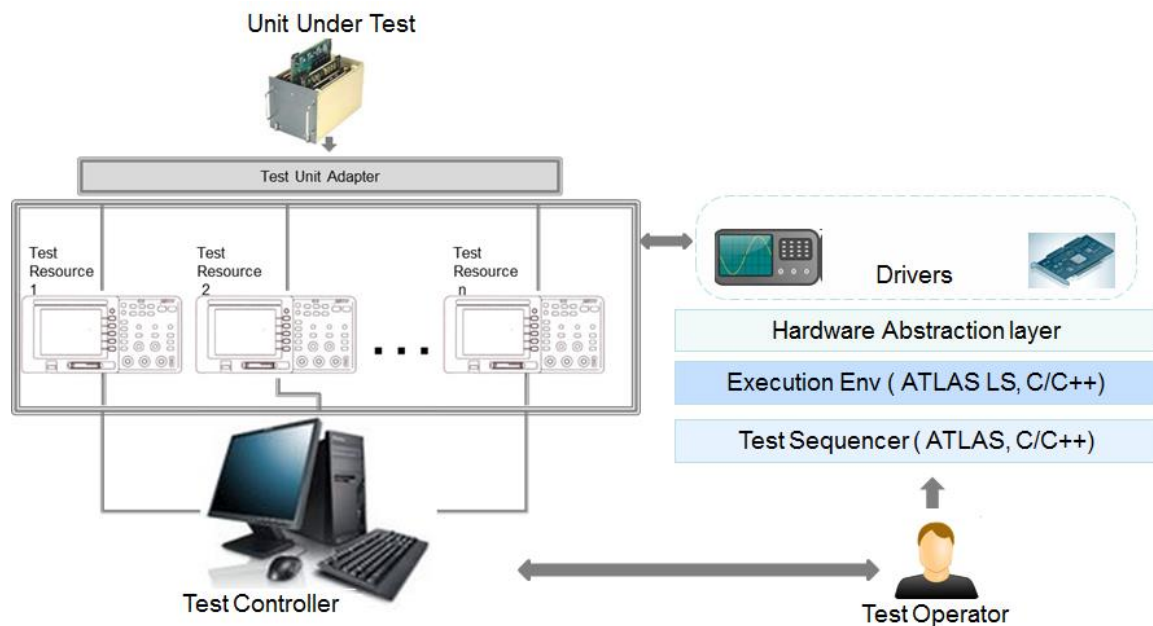 Unit Under Test
Test Unit Adapter
Test
Resource
1
Test
Resource
2
Test
Resource
n
Drivers
Hardware Abstraction layer
Execution Env ( ATLAS LS, C/C++)
Test Sequencer ( ATLAS, C/C++)
Test Controller
Test Operator